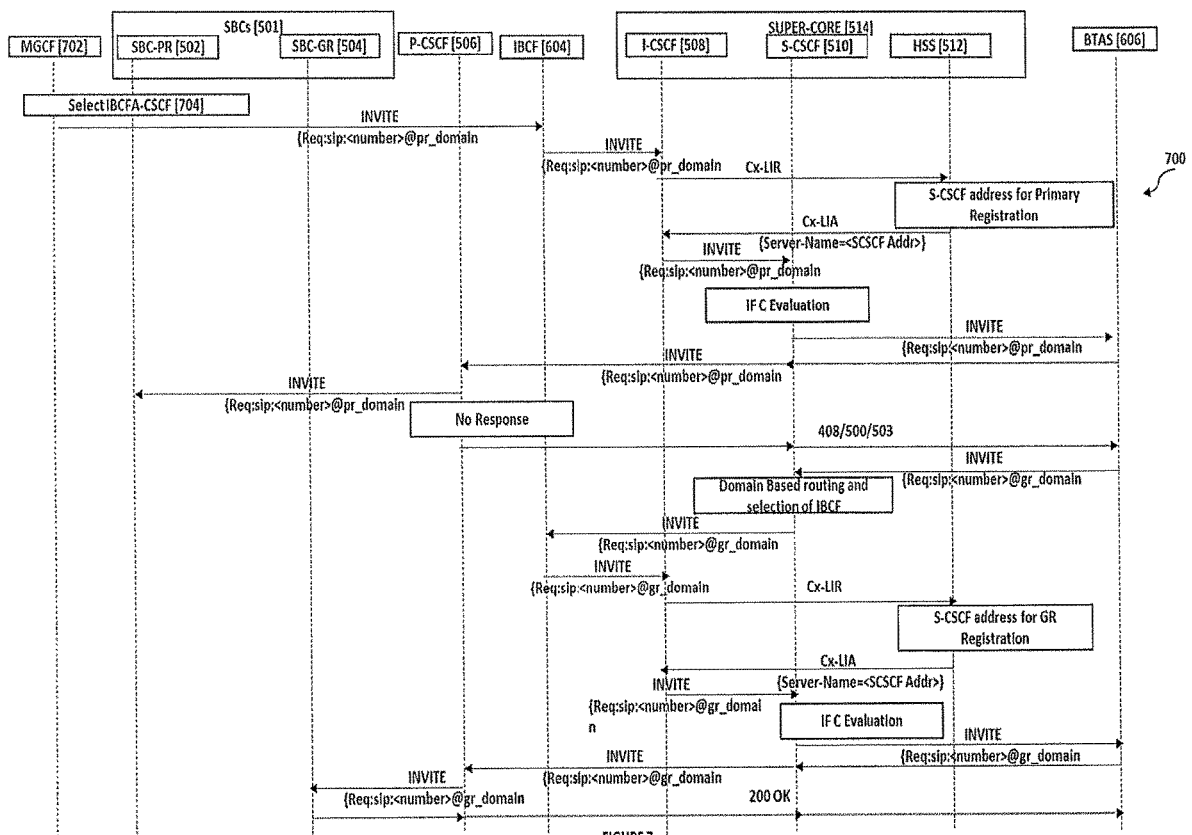 SBCs [501]
SUPER-CORE [514]
MGCF [702]
SBC-PR [502]
SBC-GR [504]
P-CSCF [506]
IBCF [604]
I-CSCF [508]
S-CSCF [510]
HSS [512]
BTAS [606]
Select IBCFA-CSCF [704]
INVITE
{Req:sip:<number>@pr_domain
INVITE
{Req:sip:<number>@pr_domain
Cx-LIR
700
S-CSCF address for Primary
Registration
Cx-LIA
{Server-Name=<SCSCF Addr>}
INVITE
{Req:sip:<number>@pr_domain
IF C Evaluation
INVITE
{Req:sip:<number>@pr_domain
INVITE
{Req:sip:<number>@pr_domain
INVITE
{Req:sip:<number>@pr_domain
No Response
408/500/503
INVITE
{Req:sip:<number>@gr_domain
Domain Based routing and
selection of IBCF
INVITE
{Req:sip:<number>@gr_domain
INVITE
{Req:sip:<number>@gr_domain
Cx-LIR
S-CSCF address for GR
Registration
Cx-LIA
{Server-Name=<SCSCF Addr>}
INVITE
{Req:sip:<number>@gr_domai
n
IF C Evaluation
INVITE
{Req:sip:<number>@gr_domain
INVITE
{Req:sip:<number>@gr_domain
INVITE
{Req:sip:<number>@gr_domain
200 OK
FIGURE 7